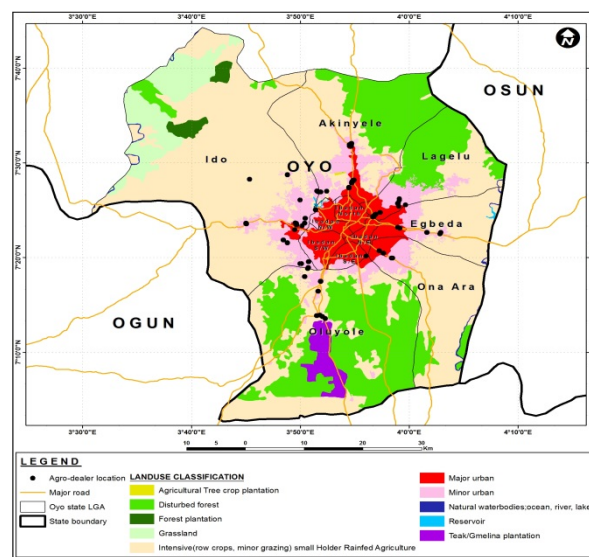 3°30'0"E 3°40'0"E 3°50'0"E 4°0'0"E 4°10'0"E
N
7°40'0"N
OSUN
Akinyele
Lagelu
Ido
OYO
7°30'0"N
Egbeda
7°20'0"N
Ona Ara
OGUN
Oluyole
7°10'0"N
3°30'0"E 3°40'0"E 3°50'0"E 4°0'0"E 4°10'0"E
10 5 0 10 20 30
Km
LEGEND
Agro-dealer location
Major road
Oyo state LGA
State boundary
LANDUSE CLASSIFICATION
Agricultural Tree crop plantation
Disturbed forest
Forest plantation
Grassland
Intensive(row crops, minor grazing) small Holder Rainfed Agriculture
Major urban
Minor urban
Natural waterbodies;ocean, river, lake
Reservoir
Teak/Gmelina plantation